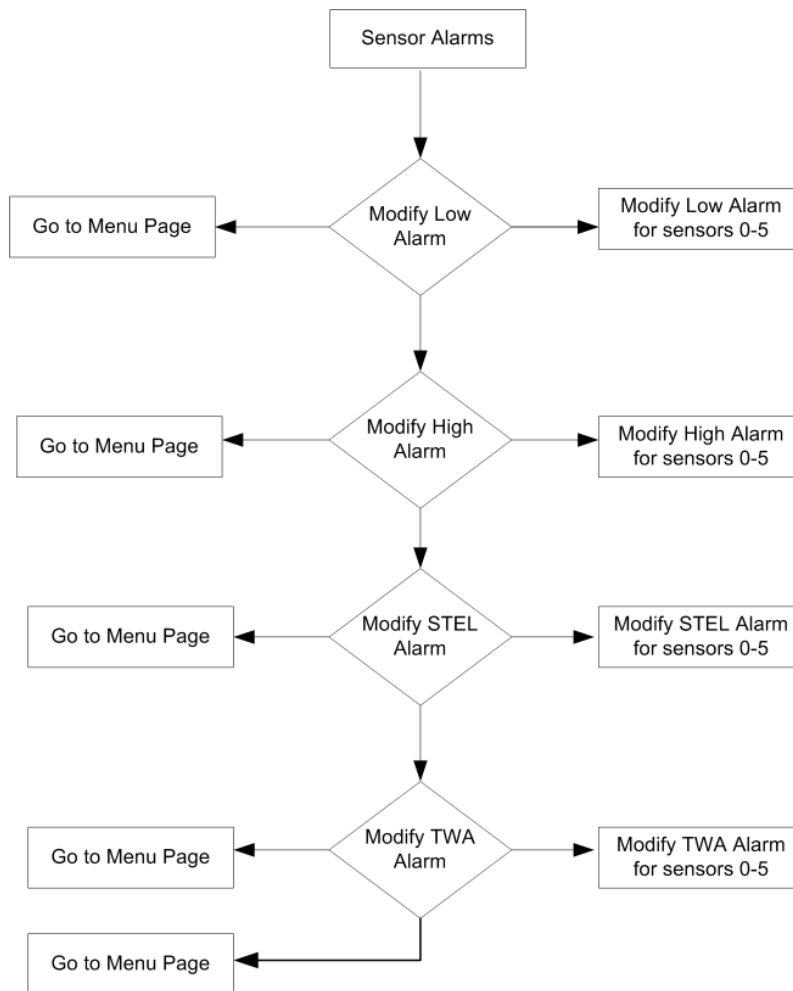 Sensor Alarms
Modify Low
Alarm
Go to Menu Page
Modify Low Alarm
for sensors 0-5
Modify High
Alarm
Go to Menu Page
Modify High Alarm
for sensors 0-5
Modify STEL
Alarm
Go to Menu Page
Modify STEL Alarm
for sensors 0-5
Modify TWA
Alarm
Go to Menu Page
Modify TWA Alarm
for sensors 0-5
Go to Menu Page